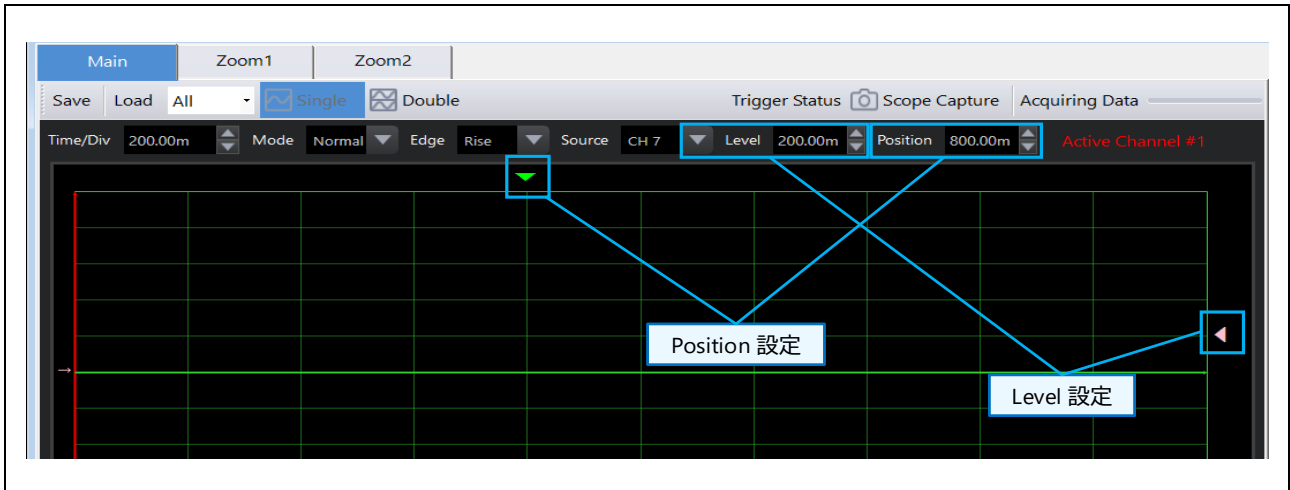 Main Zoom1 Zoom2
Save Load All Single Double Trigger Status Scope Capture Acquiring Data
Time/Div 200.00m Mode Normal Edge Rise Source CH 7 Level 200.00m Position 800.00m Active Channel #1
Position 設定
→
Level 設定